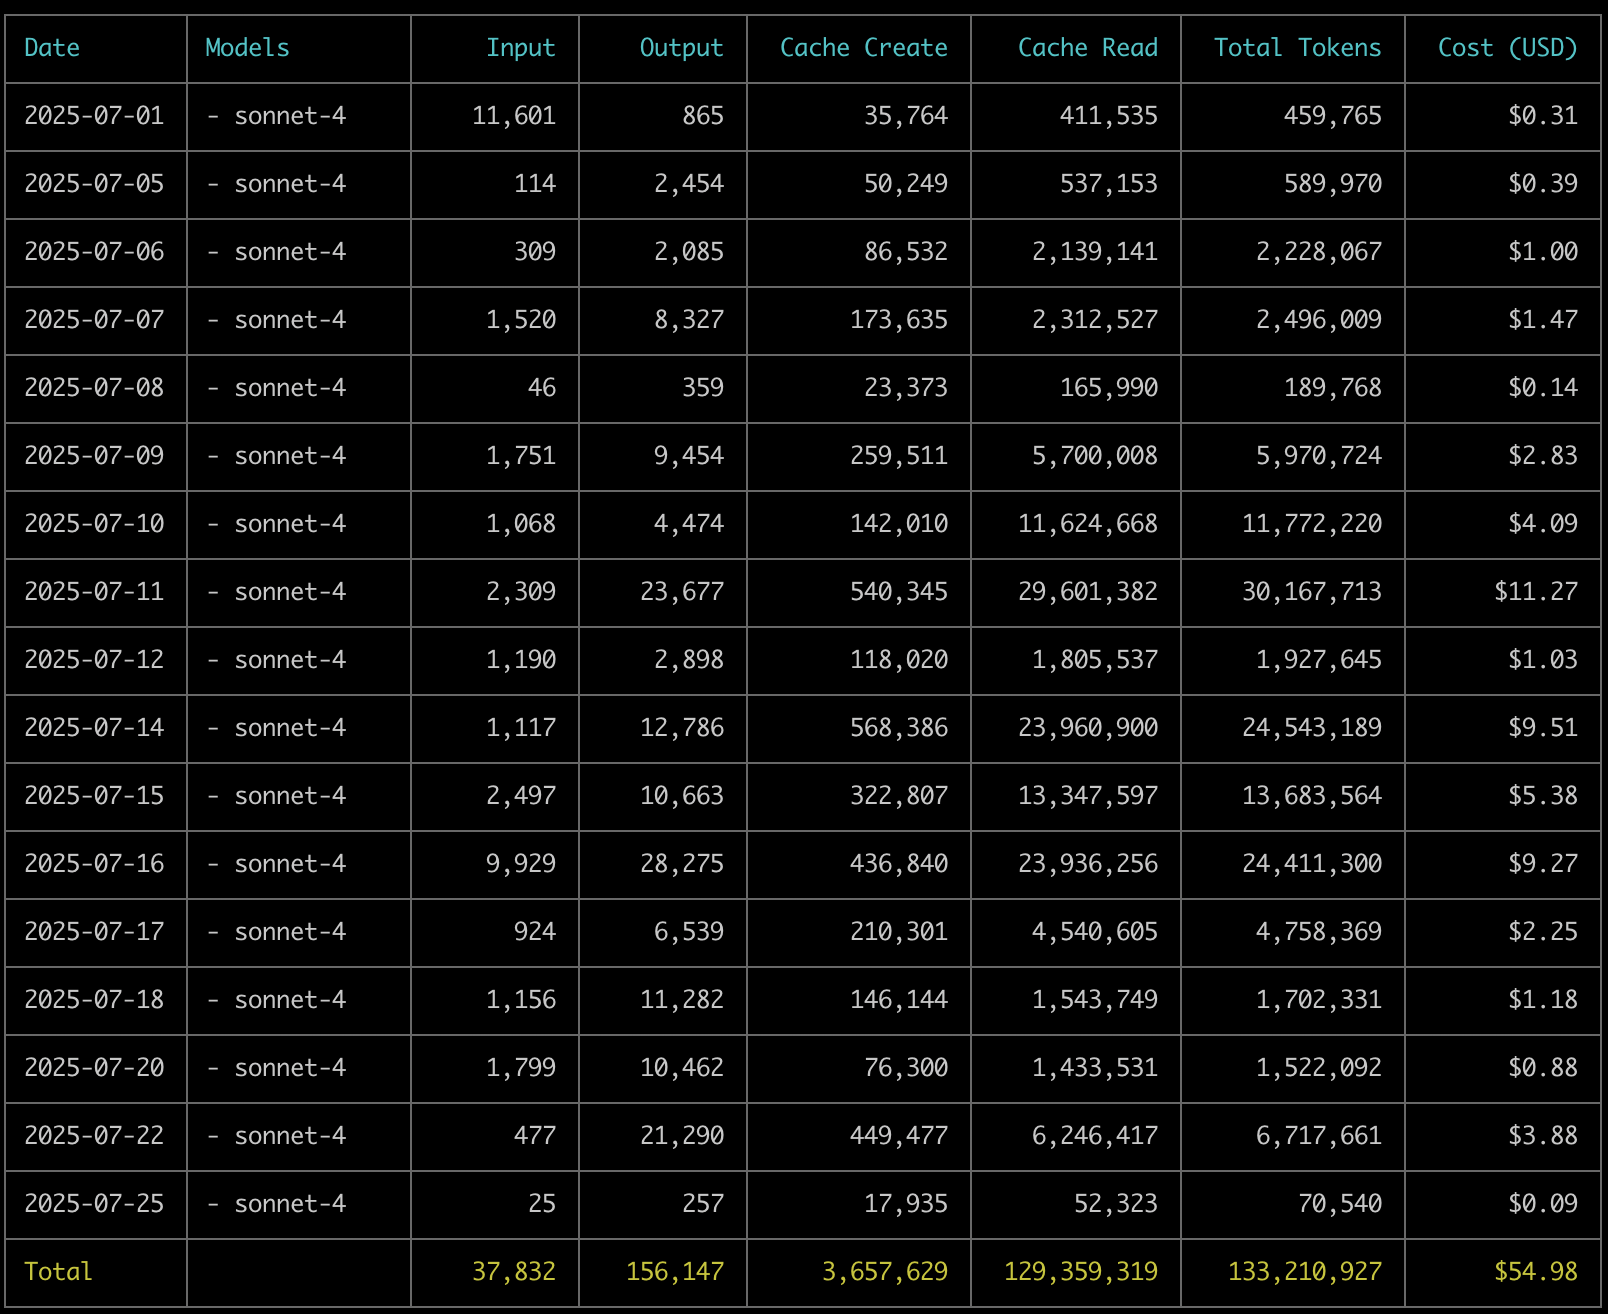 Date Models Input Output Cache Create Cache Read Total Tokens Cost (USD)
2025-07-01 - sonnet-4 11,601 865 35,764 411,535 459,765 $0.31
2025-07-05 - sonnet-4 114 2,454 50,249 537,153 589,970 $0.39
2025-07-06 - sonnet-4 309 2,085 86,532 2,139,141 2,228,067 $1.00
2025-07-07 - sonnet-4 1,520 8,327 173,635 2,312,527 2,496,009 $1.47
2025-07-08 - sonnet-4 46 359 23,373 165,990 189,768 $0.14
2025-07-09 - sonnet-4 1,751 9,454 259,511 5,700,008 5,970,724 $2.83
2025-07-10 - sonnet-4 1,068 4,474 142,010 11,624,668 11,772,220 $4.09
2025-07-11 - sonnet-4 2,309 23,677 540,345 29,601,382 30,167,713 $11.27
2025-07-12 - sonnet-4 1,190 2,898 118,020 1,805,537 1,927,645 $1.03
2025-07-14 - sonnet-4 1,117 12,786 568,386 23,960,900 24,543,189 $9.51
2025-07-15 - sonnet-4 2,497 10,663 322,807 13,347,597 13,683,564 $5.38
2025-07-16 - sonnet-4 9,929 28,275 436,840 23,936,256 24,411,300 $9.27
2025-07-17 - sonnet-4 924 6,539 210,301 4,540,605 4,758,369 $2.25
2025-07-18 - sonnet-4 1,156 11,282 146,144 1,543,749 1,702,331 $1.18
2025-07-20 - sonnet-4 1,799 10,462 76,300 1,433,531 1,522,092 $0.88
2025-07-22 - sonnet-4 477 21,290 449,477 6,246,417 6,717,661 $3.88
2025-07-25 - sonnet-4 25 257 17,935 52,323 70,540 $0.09
Total 37,832 156,147 3,657,629 129,359,319 133,210,927 $54.98